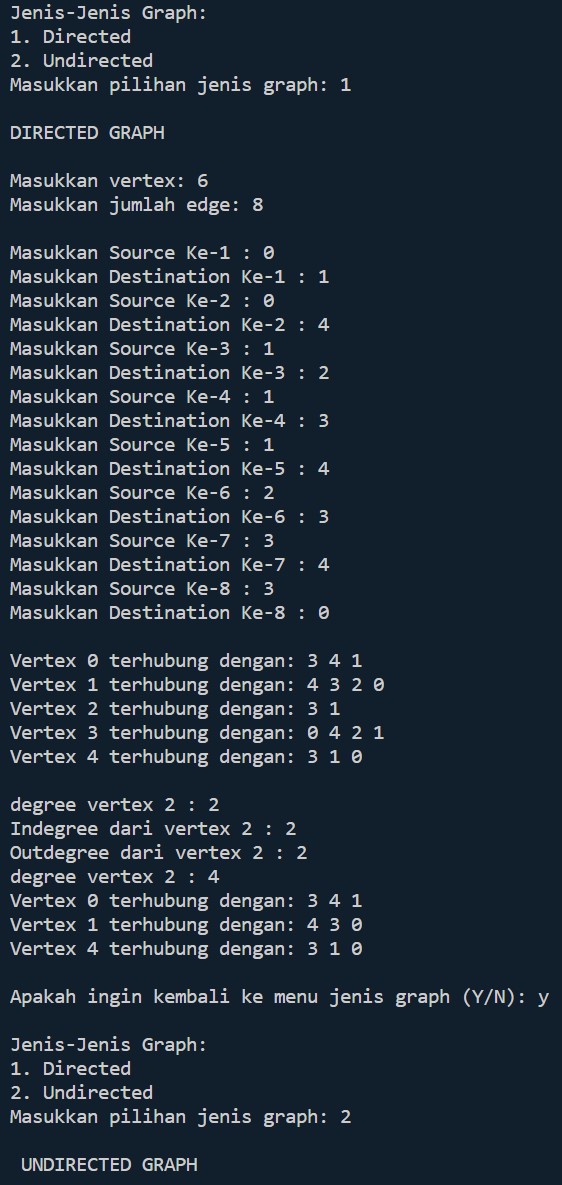 Jenis-Jenis Graph:
1. Directed
2. Undirected
Masukkan pilihan jenis graph: 1
DIRECTED GRAPH
Masukkan vertex: 6
Masukkan jumlah edge: 8
Masukkan Source Ke-1 : 0
Masukkan Destination Ke-1 : 1
Masukkan Source Ke-2 : 0
Masukkan Destination Ke-2 : 4
Masukkan Source Ke-3 : 1
Masukkan Destination Ke-3 : 2
Masukkan Source Ke-4 : 1
Masukkan Destination Ke-4 : 3
Masukkan Source Ke-5 : 1
Masukkan Destination Ke-5 : 4
Masukkan Source Ke-6 : 2
Masukkan Destination Ke-6 : 3
Masukkan Source Ke-7 : 3
Masukkan Destination Ke-7 : 4
Masukkan Source Ke-8 : 3
Masukkan Destination Ke-8 : 0
Vertex 0 terhubung dengan: 3 4 1
Vertex 1 terhubung dengan: 4 3 2 0
Vertex 2 terhubung dengan: 3 1
Vertex 3 terhubung dengan: 0 4 2 1
Vertex 4 terhubung dengan: 3 1 0
degree vertex 2 : 2
Indegree dari vertex 2 : 2
Outdegree dari vertex 2 : 2
degree vertex 2 : 4
Vertex 0 terhubung dengan: 3 4 1
Vertex 1 terhubung dengan: 4 3 0
Vertex 4 terhubung dengan: 3 1 0
Apakah ingin kembali ke menu jenis graph (Y/N): y
Jenis-Jenis Graph:
1. Directed
2. Undirected
Masukkan pilihan jenis graph: 2
UNDIRECTED GRAPH